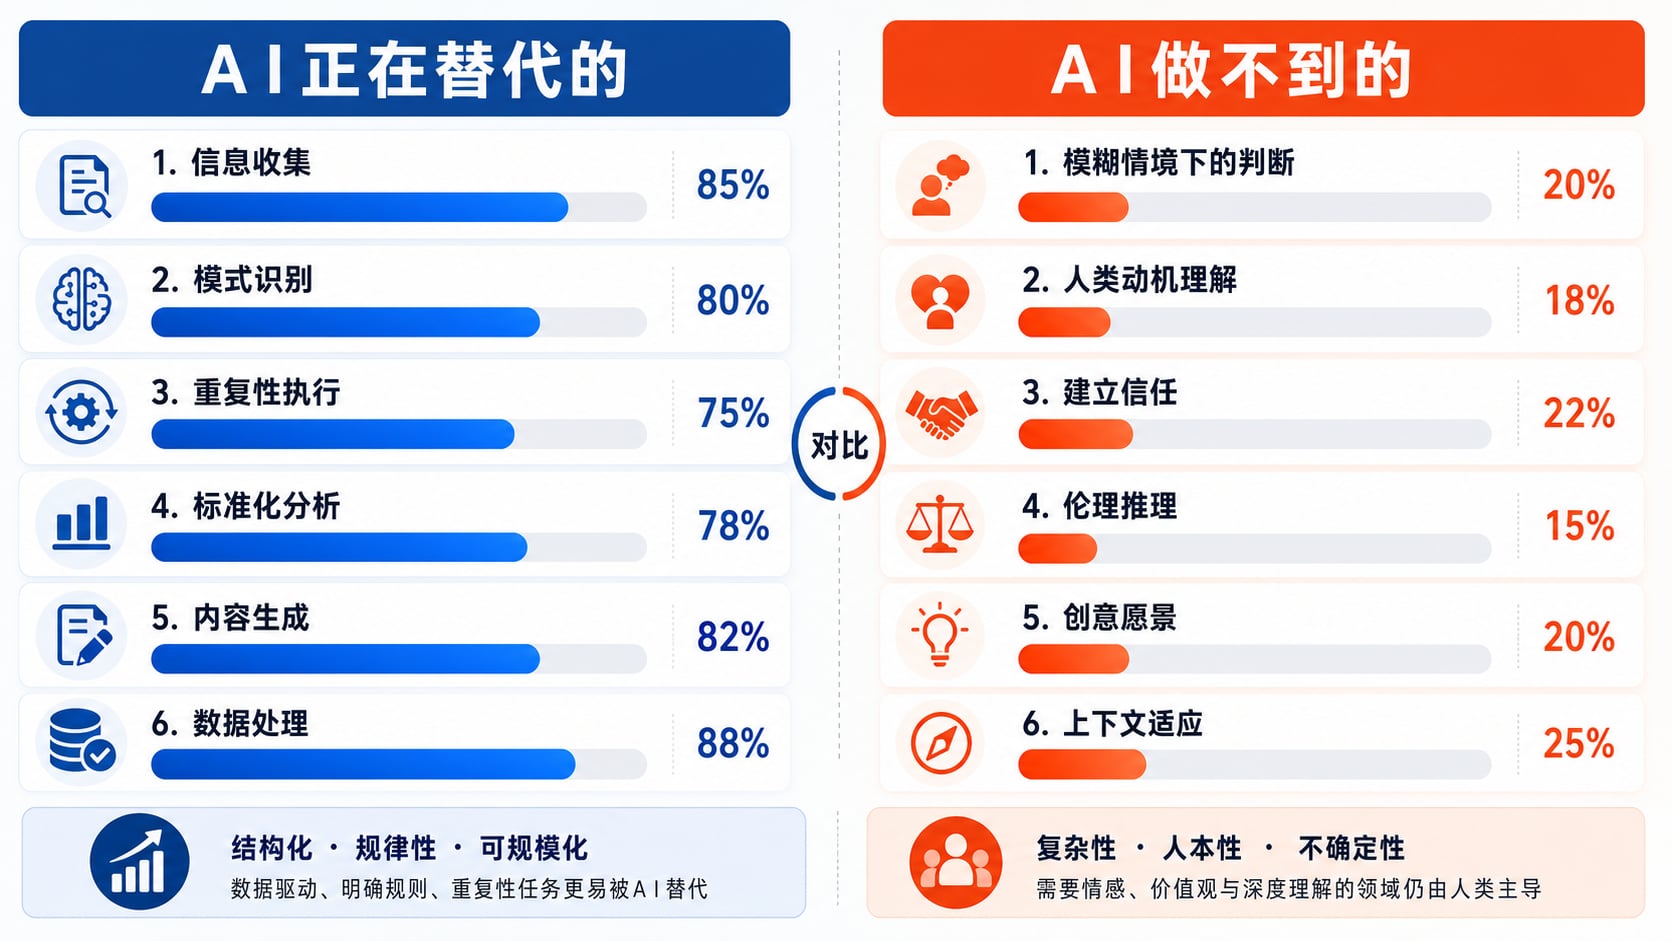 AI正在替代的
1. 信息收集
85%
2. 模式识别
80%
3. 重复性执行
75%
4. 标准化分析
78%
5. 内容生成
82%
6. 数据处理
88%
结构化 · 规律性 · 可规模化
数据驱动、明确规则、重复性任务更易被AI替代
对比
AI做不到的
1. 模糊情境下的判断
20%
2. 人类动机理解
18%
3. 建立信任
22%
4. 伦理推理
15%
5. 创意愿景
20%
6. 上下文适应
25%
复杂性 · 人本性 · 不确定性
需要情感、价值观与深度理解的领域仍由人类主导